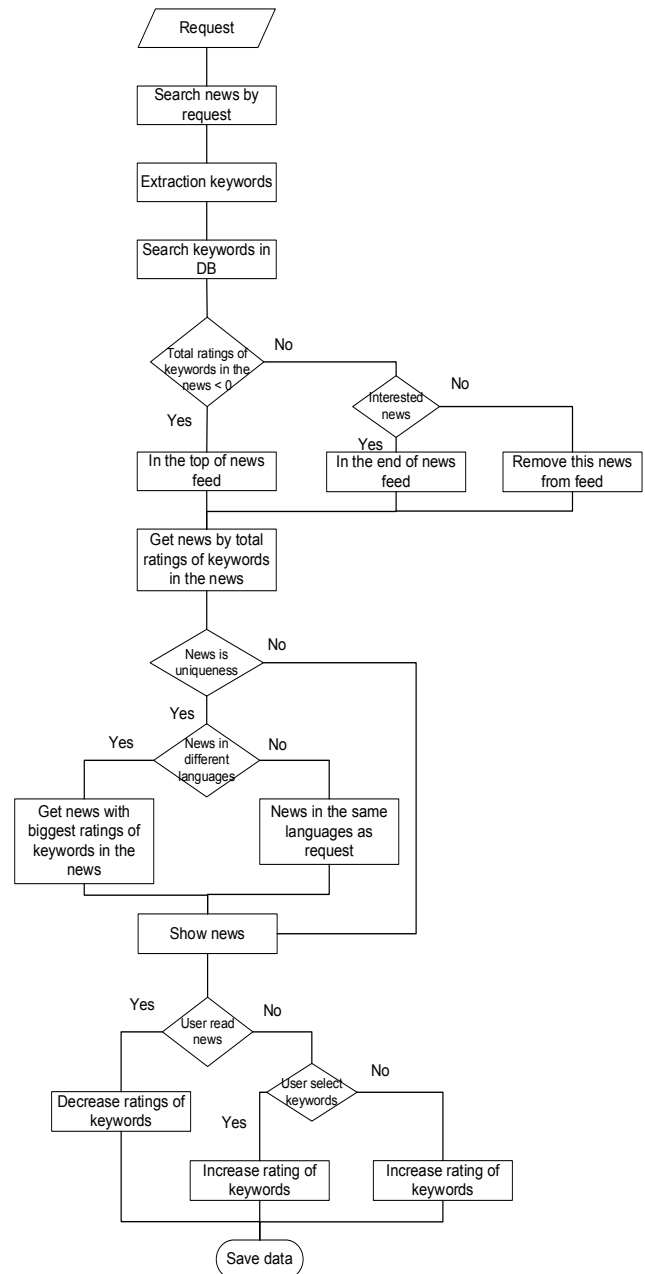 Request
Search news by
request
Extraction keywords
Search keywords in
DB
Total ratings of
keywords in the
news < 0
No
Yes
Interested
news
No
Yes
In the top of news
feed
In the end of news
feed
Remove this news
from feed
Get news by total
ratings of keywords
in the news
News is
uniqueness
No
Yes
News in
different
languages
Yes
No
Get news with
biggest ratings of
keywords in the
news
News in the same
languages as
request
Show news
User read
news
Yes
No
Decrease ratings of
keywords
User select
keywords
No
Yes
Increase rating of
keywords
Increase rating of
keywords
Save data